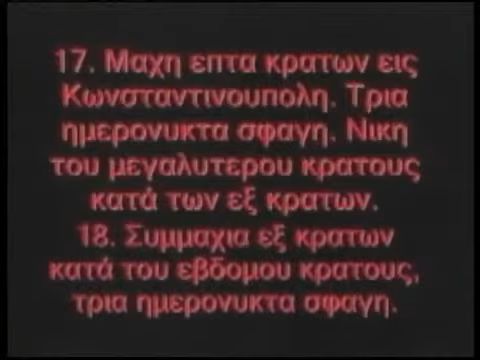 17. Μαχη επτα κρατων εις
Κωνσταντινουπολη. Τρια
ημερονυκτα σφαγη. Νικη
του μεγαλυτερου κρατους
κατά των εξ κρατων.
18. Συμμαχια εξ κρατων
κατά του εβδομου κρατους,
τρια ημερονυκτα σφαγη.